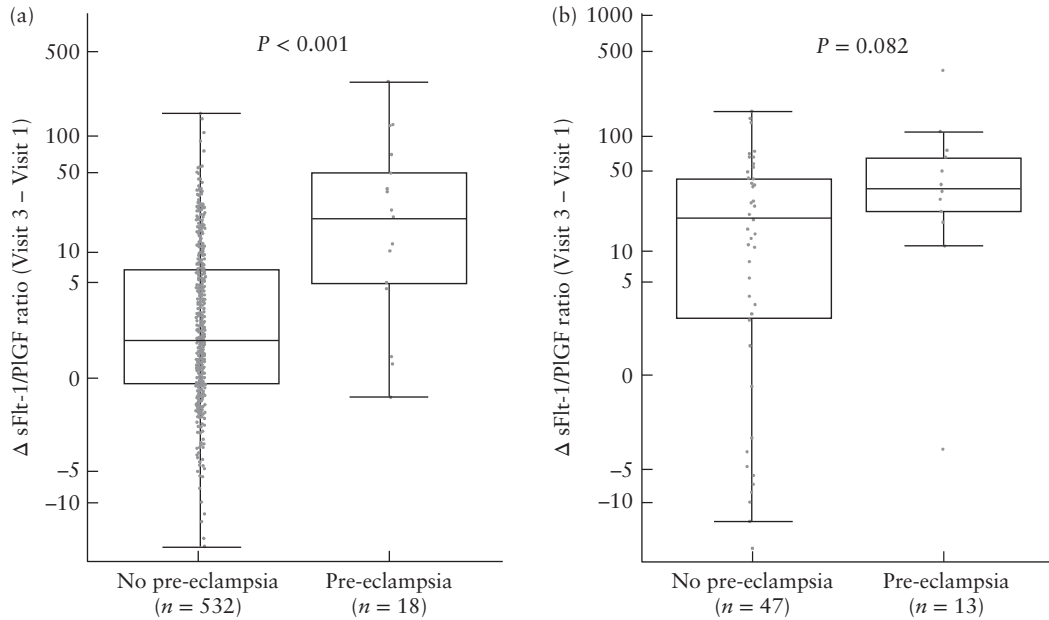 (a)
P < 0.001
Δ sFlt-1/PlGF ratio (Visit 3 – Visit 1)
500
100
50
10
5
0
–5
–10
No pre-eclampsia
(n = 532)
Pre-eclampsia
(n = 18)
(b)
P = 0.082
Δ sFlt-1/PlGF ratio (Visit 3 – Visit 1)
1000
500
100
50
10
5
0
–5
–10
No pre-eclampsia
(n = 47)
Pre-eclampsia
(n = 13)